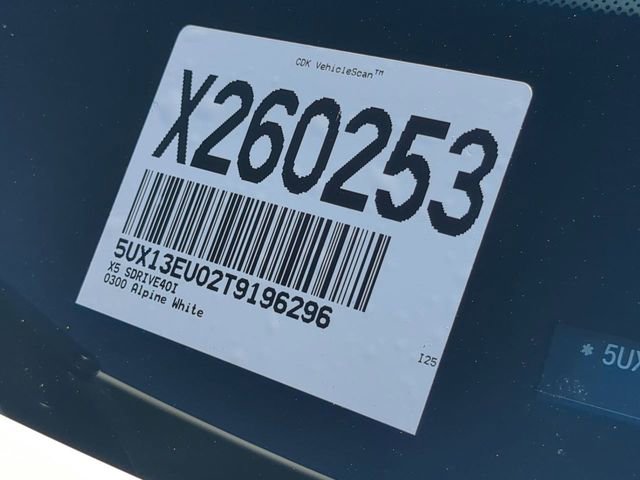 CDK VehicleScan™
X260253
5UX13EU02T9196296
X5 SDRIVE40I
0300 Alpine White
I25
* 5UX